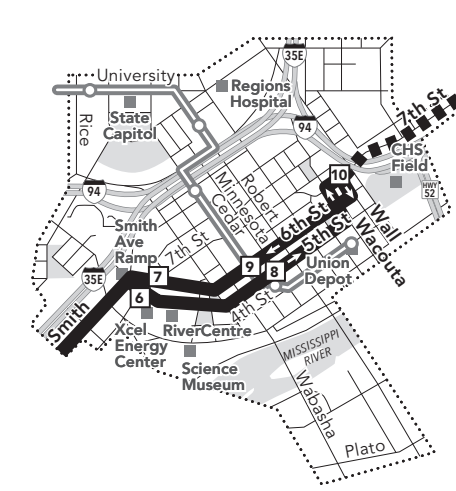 35E
University
Regions
Hospital
7th St
State
Capitol
Rice
94
CHS
Field
10
HWY
52
94
Robert
Minnesota
Cedar
Smith
Ave
Ramp
7th St
6th St
5th St
Wall
Wacouta
35E
7
9
8
Union
Depot
6
4th St
Smith
Xcel
Energy
Center
RiverCentre
Science
Museum
MISSISSIPPI
RIVER
Wabasha
Plato